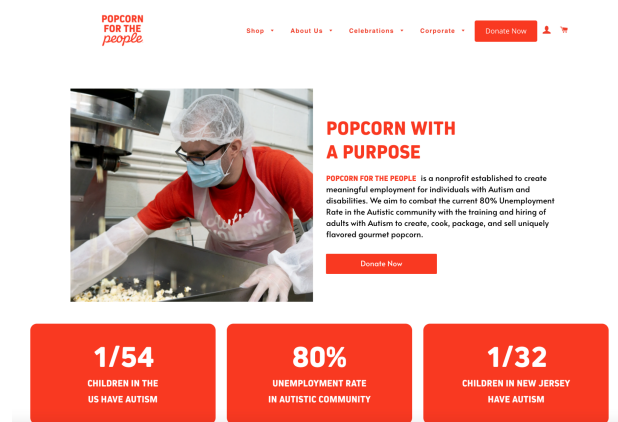 POPCORN
FOR THE
people
Shop
About Us
Celebrations
Corporate
Donate Now
POPCORN WITH
A PURPOSE
POPCORN FOR THE PEOPLE is a nonprofit established to create
meaningful employment for individuals with Autism and
disabilities. We aim to combat the current 80% Unemployment
Rate in the Autistic community with the training and hiring of
adults with Autism to create, cook, package, and sell uniquely
flavored gourmet popcorn.
Donate Now
1/54
CHILDREN IN THE
US HAVE AUTISM
80%
UNEMPLOYMENT RATE
IN AUTISTIC COMMUNITY
1/32
CHILDREN IN NEW JERSEY
HAVE AUTISM